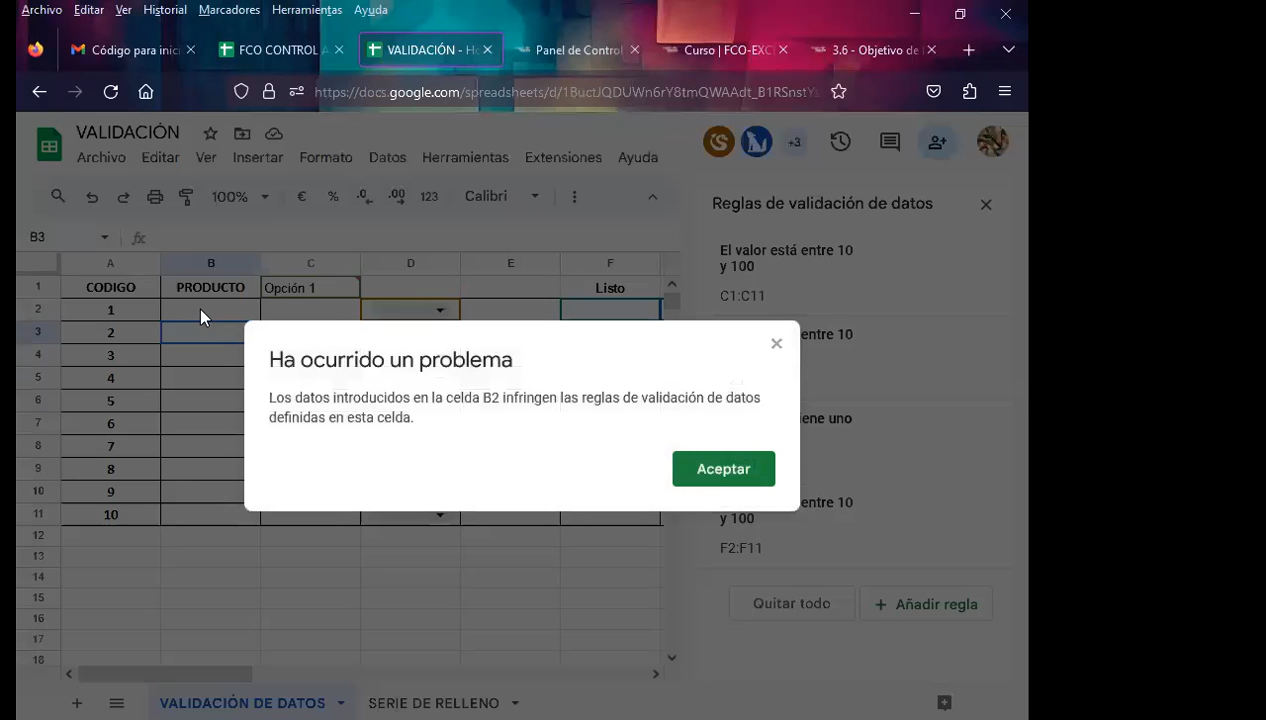 Archivo Editar Ver Historial Marcadores Herramientas Ayuda
Código para inic FCO CONTROL A VALIDACIÓN - Ho Panel de Control Curso | FCO-EXC 3.6 - Objetivo de
https://docs.google.com/spreadsheets/d/1BuctJQDUWn6rY8tmQWAAdt_B1RSnstYs
VALIDACIÓN
+3
Archivo Editar Ver Insertar Formato Datos Herramientas Extensiones Ayuda
100% € % .0 .00 123 Calibri
Reglas de validación de datos
B3 fx
El valor está entre 10
y 100
C1:C11
A B C D E F
1 CODIGO PRODUCTO Opción 1 Listo
2 1
3 2
4 3
5 4
6 5
7 6
8 7
9 8
10 9
11 10
12
13
14
15
16
17
18
entre 10
iene uno
entre 10
y 100
F2:F11
Ha ocurrido un problema
Los datos introducidos en la celda B2 infringen las reglas de validación de datos
definidas en esta celda.
Aceptar
Quitar todo + Añadir regla
VALIDACIÓN DE DATOS SERIE DE RELLENO